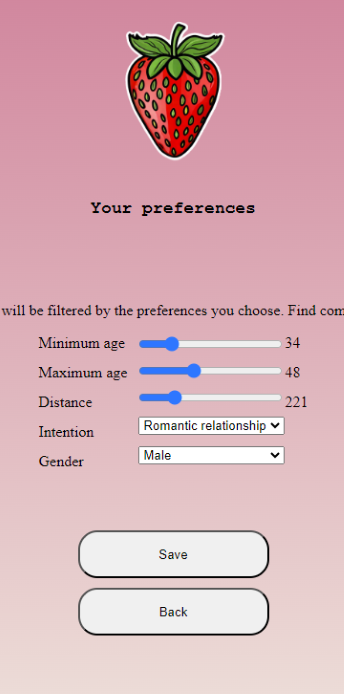 Your preferences
will be filtered by the preferences you choose. Find com
Minimum age 34
Maximum age 48
Distance 221
Intention Romantic relationship
Gender Male
Save
Back